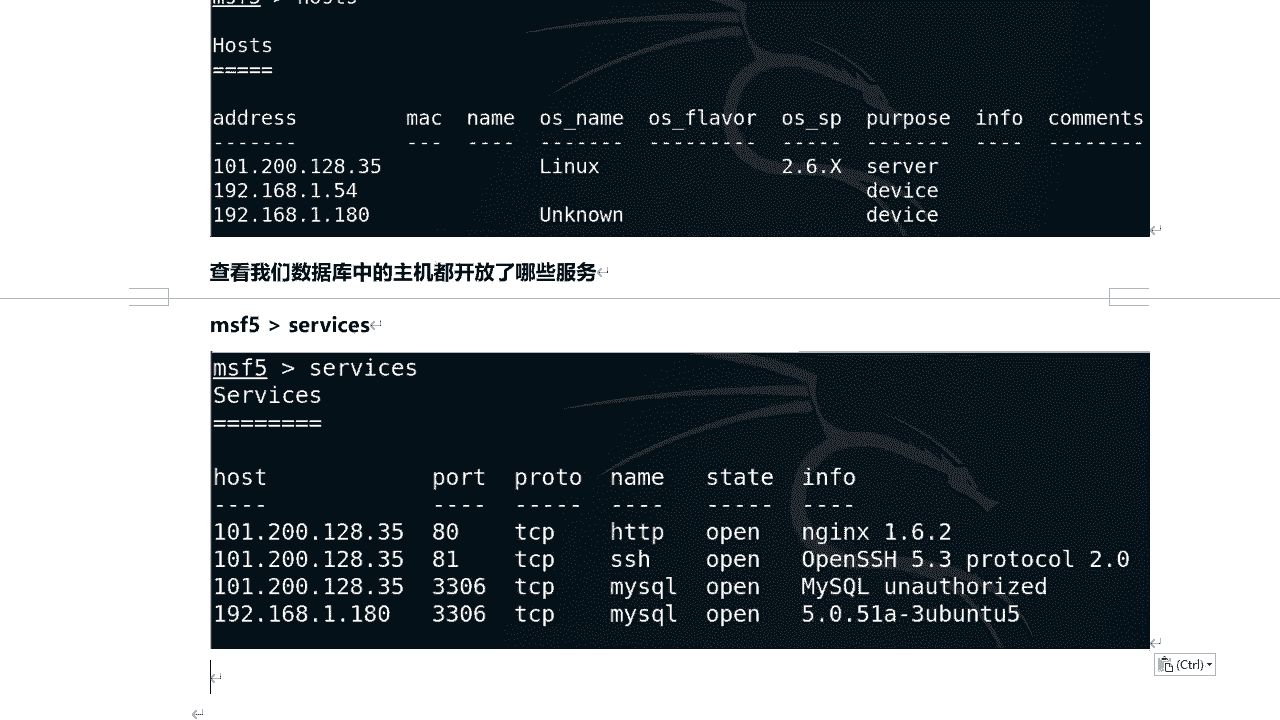 msf5 > hosts
Hosts
=====
address mac name os_name os_flavor os_sp purpose info comments
------- --- ---- ------- --------- ----- ------- ---- --------
101.200.128.35 Linux 2.6.X server
192.168.1.54 device
192.168.1.180 Unknown device
查看我们数据库中的主机都开放了哪些服务
msf5 > services
msf5 > services
Services
========
host port proto name state info
---- ---- ----- ---- ----- ----
101.200.128.35 80 tcp http open nginx 1.6.2
101.200.128.35 81 tcp ssh open OpenSSH 5.3 protocol 2.0
101.200.128.35 3306 tcp mysql open MySQL unauthorized
192.168.1.180 3306 tcp mysql open 5.0.51a-3ubuntu5
(Ctrl)